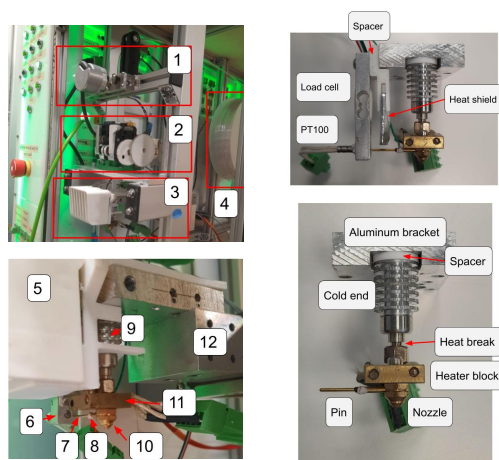 1
2
3
4
Spacer
Load cell
Heat shield
PT100
5
6
7
8
9
10
11
12
Aluminum bracket
Spacer
Cold end
Heat break
Heater block
Pin
Nozzle